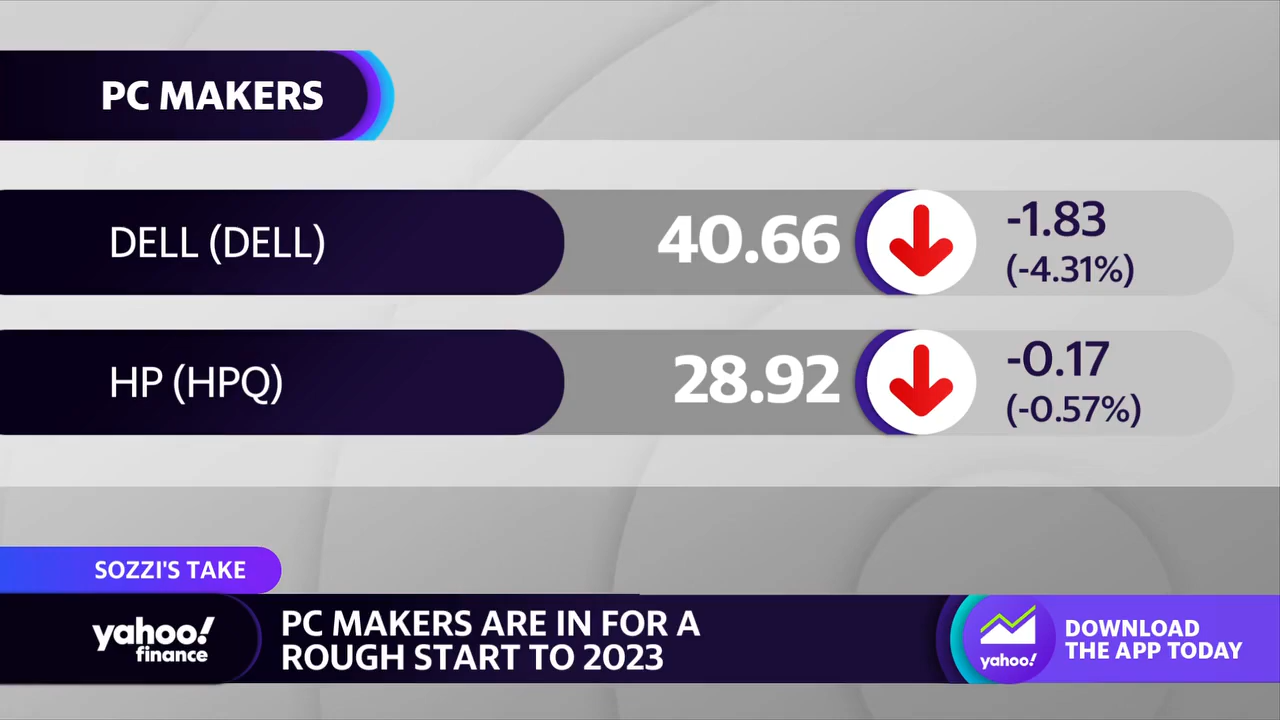 PC MAKERS
DELL (DELL)
40.66
-1.83
(-4.31%)
HP (HPQ)
28.92
-0.17
(-0.57%)
SOZZI'S TAKE
yahoo!
finance
PC MAKERS ARE IN FOR A
ROUGH START TO 2023
yahoo!
DOWNLOAD
THE APP TODAY